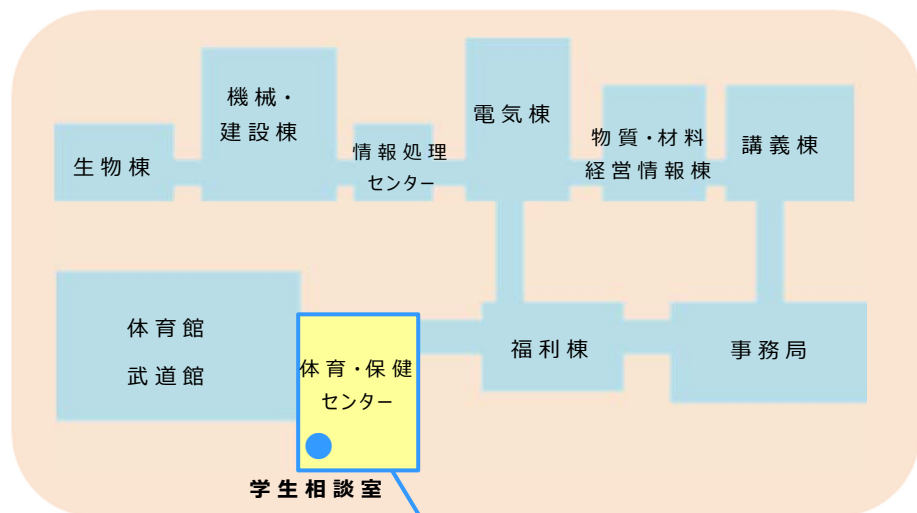 機械・
建設棟
電気棟
生物棟
情報処理
センター
物質・材料
経営情報棟
講義棟
体育館
武道館
体育・保健
センター
福利棟
事務局
学生相談室